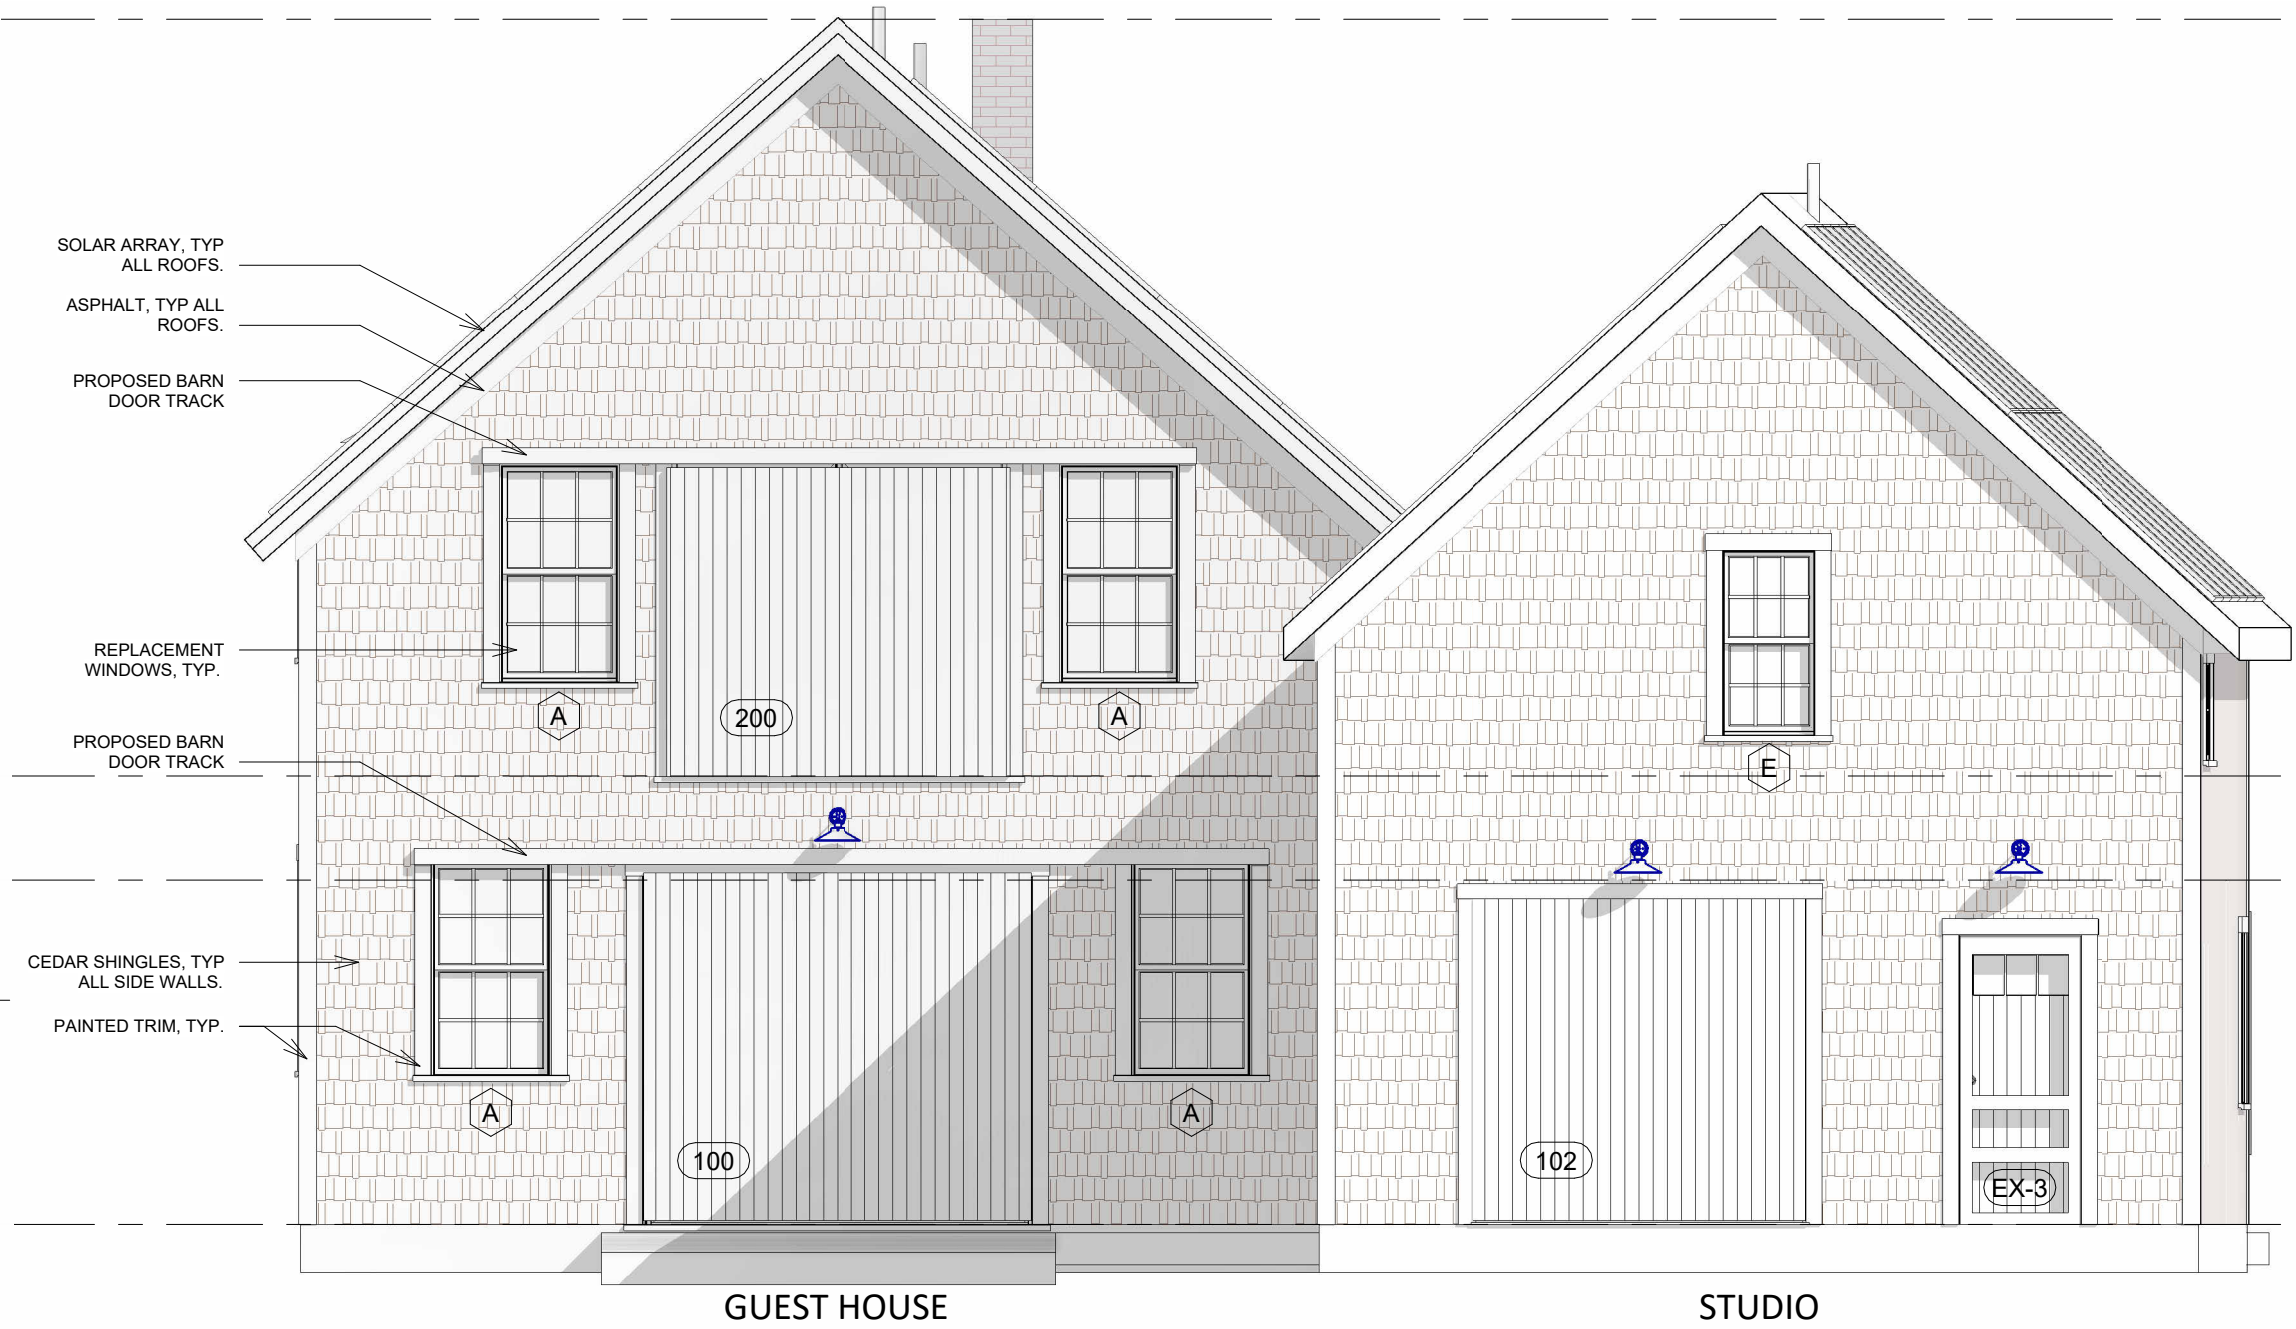 SOLAR ARRAY, TYP
ALL ROOFS.
ASPHALT, TYP ALL
ROOFS.
PROPOSED BARN
DOOR TRACK
REPLACEMENT
WINDOWS, TYP.
A
200
A
PROPOSED BARN
DOOR TRACK
E
CEDAR SHINGLES, TYP
ALL SIDE WALLS.
PAINTED TRIM, TYP.
A
A
100
102
EX-3
GUEST HOUSE
STUDIO